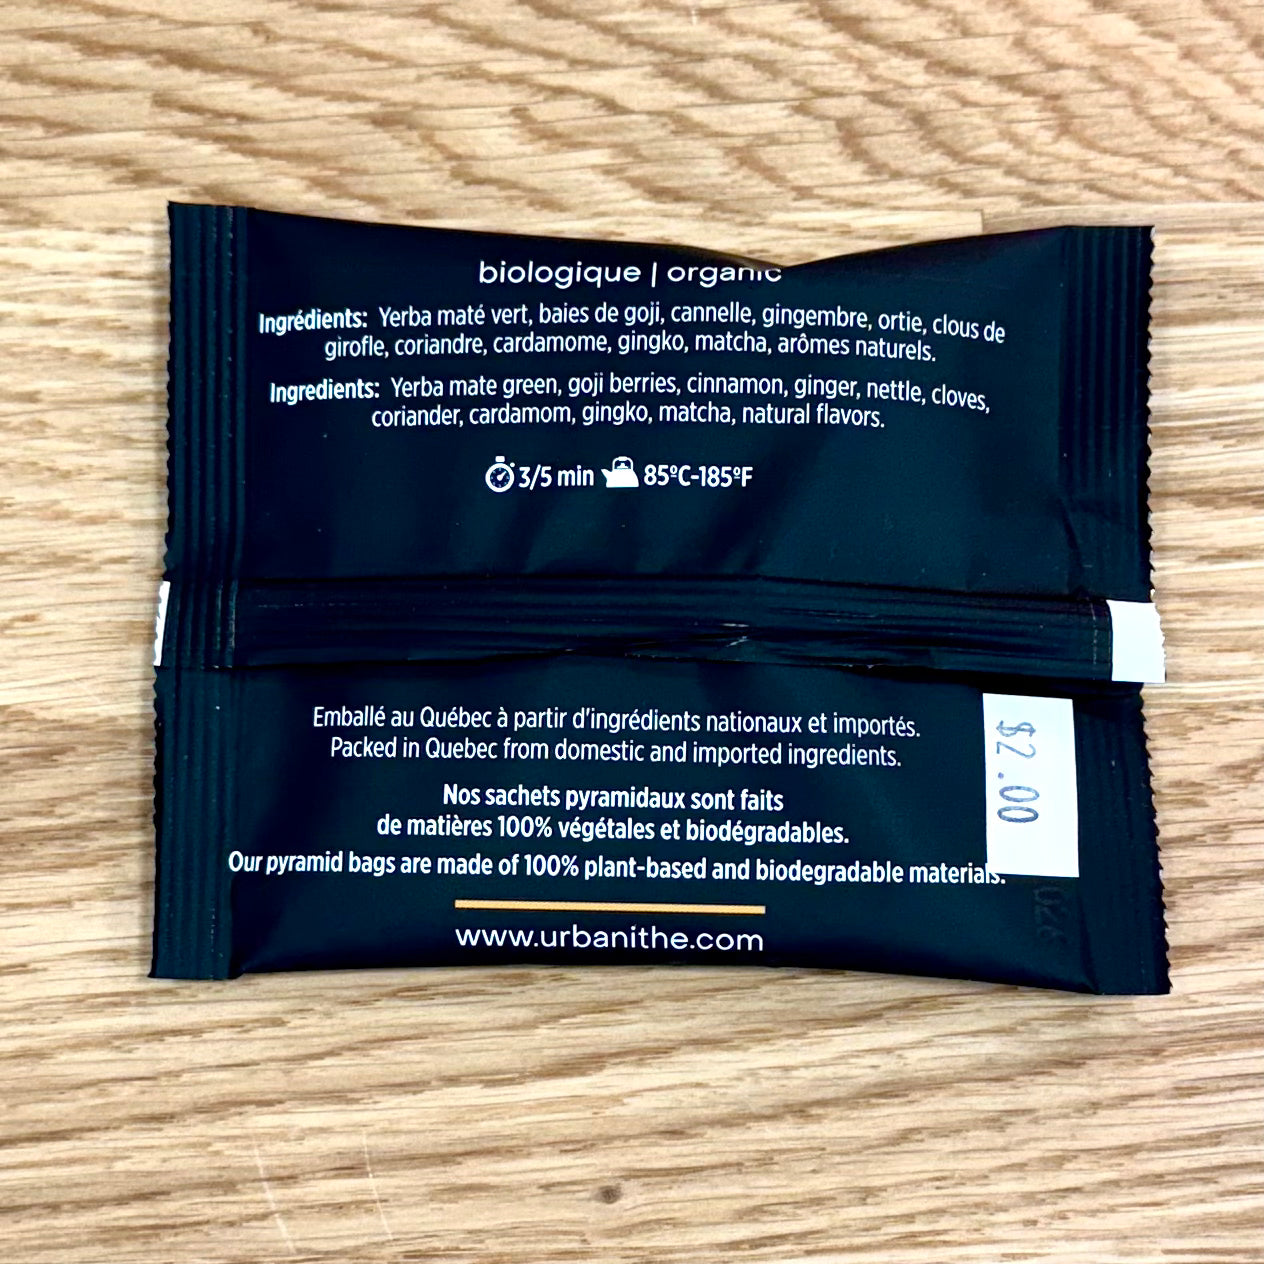 biologique | organic
Ingrédients: Yerba maté vert, baies de goji, cannelle, gingembre, ortie, clous de
girofle, coriandre, cardamome, gingko, matcha, arômes naturels.
Ingredients: Yerba mate green, goji berries, cinnamon, ginger, nettle, cloves,
coriander, cardamom, gingko, matcha, natural flavors.
3/5 min 85ºC-185ºF
Emballé au Québec à partir d'ingrédients nationaux et importés.
Packed in Quebec from domestic and imported ingredients.
Nos sachets pyramidaux sont faits
de matières 100% végétales et biodégradables.
Our pyramid bags are made of 100% plant-based and biodegradable materials.
www.urbanithe.com
$2.00